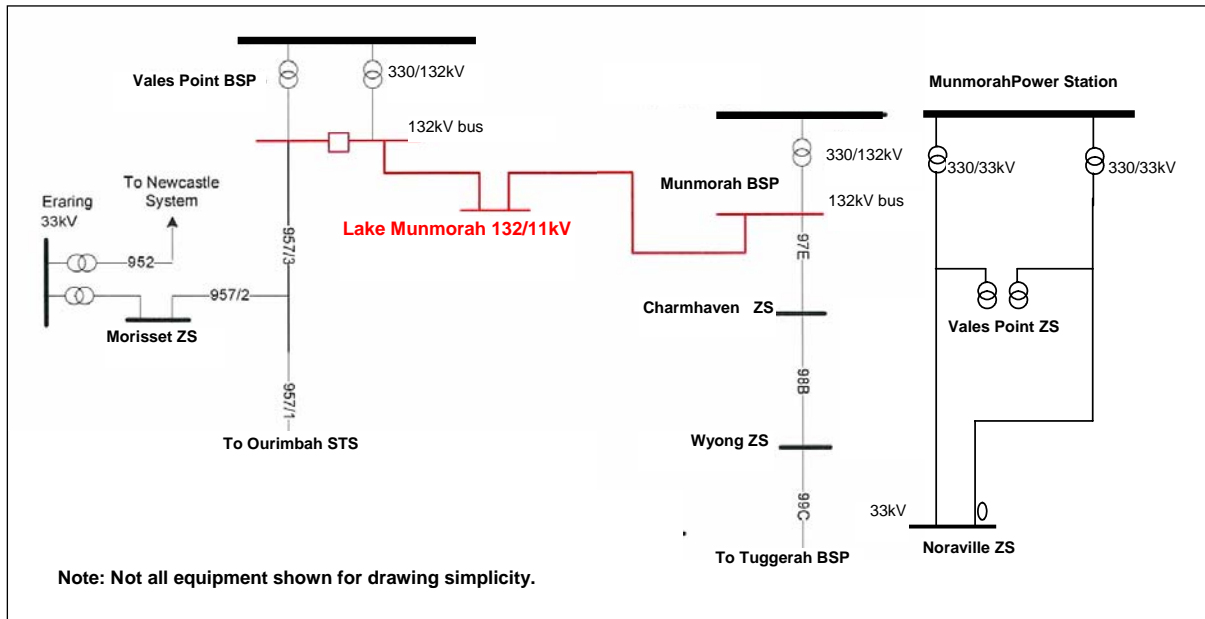 Vales Point BSP
330/132kV
MunmorahPower Station
132kV bus
330/132kV
330/33kV
330/33kV
To Newcastle
System
Munmorah BSP
132kV bus
Eraring
33kV
Lake Munmorah 132/11kV
957/3
97E
952
957/2
Charmhaven ZS
Vales Point ZS
Morisset ZS
98B
957/1
To Ourimbah STS
Wyong ZS
99C
33kV
To Tuggerah BSP
Noraville ZS
Note: Not all equipment shown for drawing simplicity.